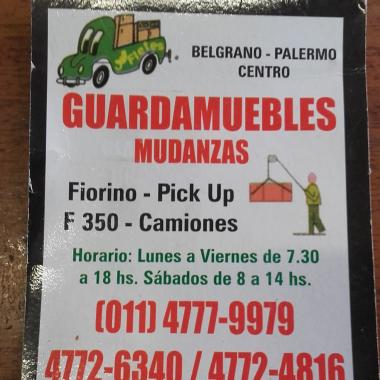 Fletes
BELGRANO - PALERMO
CENTRO
GUARDAMUEBLES
MUDANZAS
Fiorino - Pick Up
F 350 - Camiones
Horario: Lunes a Viernes de 7.30
a 18 hs. Sábados de 8 a 14 hs.
(011) 4777-9979
4772-6340 / 4772-4816